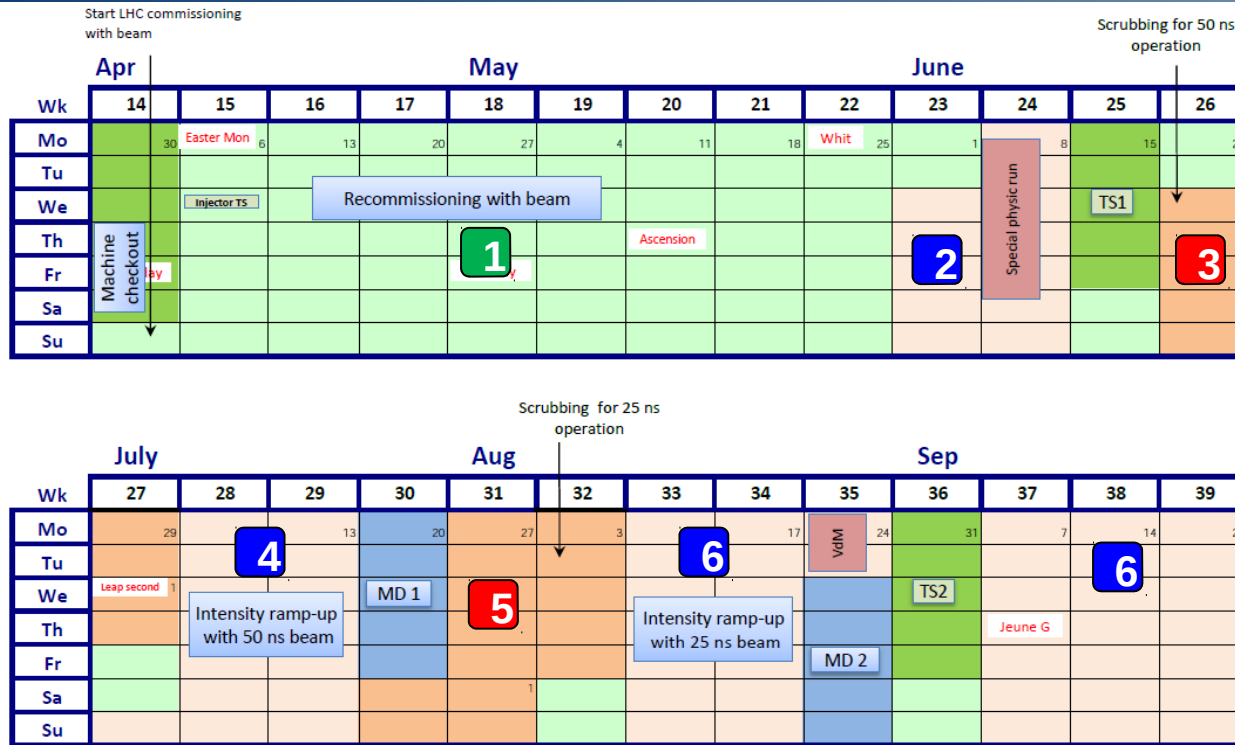 Start LHC commissioning
with beam
Scrubbing for 50 ns
operation
Apr May June
Wk 14 15 16 17 18 19 20 21 22 23 24 25 26
Mo 30 Easter Mon 6 13 20 27 4 11 18 Whit 25 1 8 15 2
Tu
We Injector TS Recommissioning with beam TS1
Th Machine checkout 1 Ascension 2 Special physic run 3
Fr ay y
Sa
Su
Scrubbing for 25 ns
operation
July Aug Sep
Wk 27 28 29 30 31 32 33 34 35 36 37 38 39
Mo 29 4 13 20 27 3 6 17 VdM 24 31 7 14 2
Tu 6
We Leap second 1 MD 1 5 TS2
Intensity ramp-up
with 50 ns beam
Intensity ramp-up
with 25 ns beam
Th Jeune G
Fr MD 2
Sa 1
Su